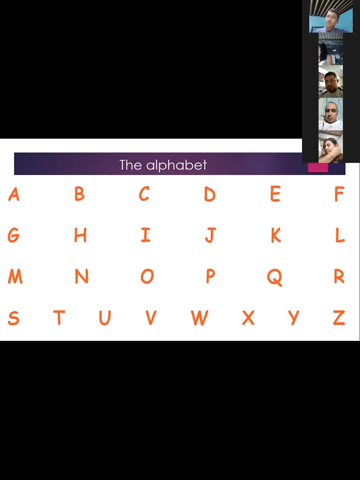 The alphabet
A B C D E F
G H I J K L
M N O P Q R
S T U V W X Y Z